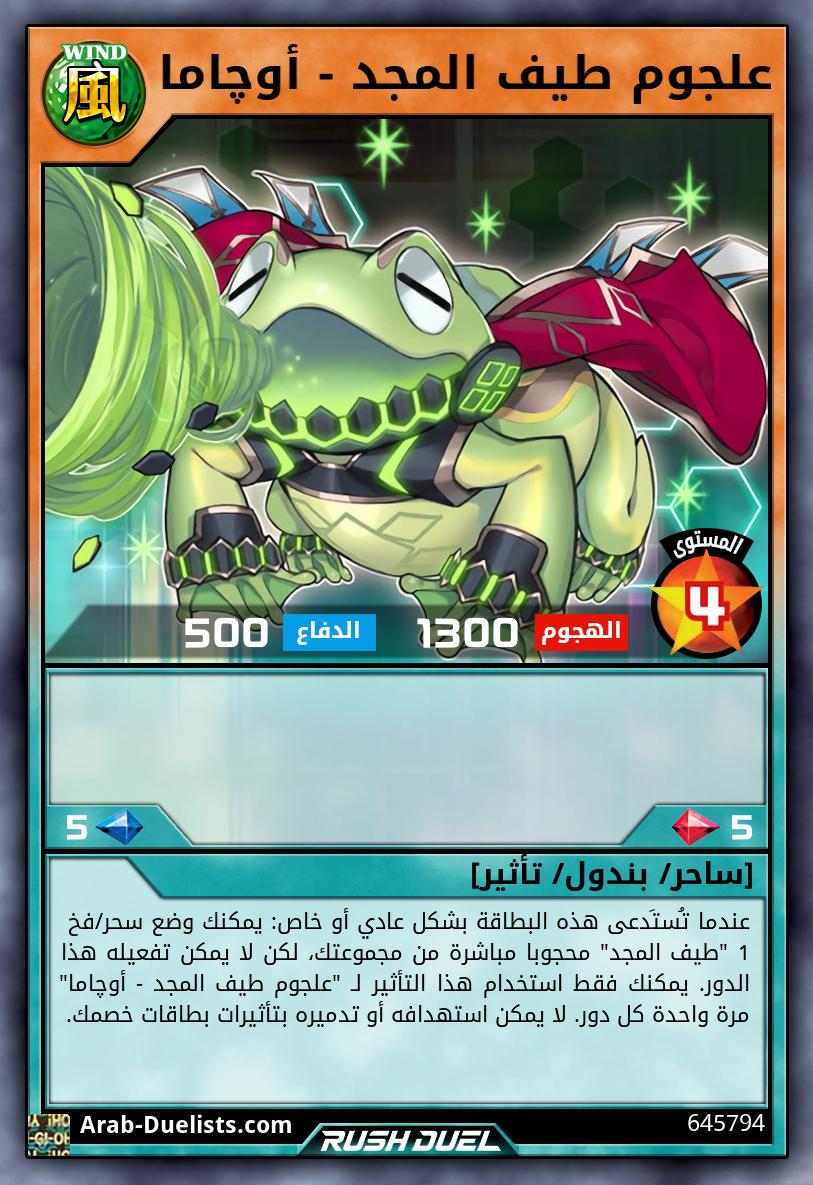 WIND
風
علجوم طيف المجد - أوچاما
المستوى
4
الهجوم 1300 الدفاع 500
5 5
[ساحر/ بندول/ تأثير]
عندما تُستَدعى هذه البطاقة بشكل عادي أو خاص: يمكنك وضع سحر/فخ
1 "طيف المجد" محجوبا مباشرة من مجموعتك، لكن لا يمكن تفعيله هذا
الدور. يمكنك فقط استخدام هذا التأثير لـ "علجوم طيف المجد - أوچاما"
مرة واحدة كل دور. لا يمكن استهدافه أو تدميره بتأثيرات بطاقات خصمك.
Arab-Duelists.com
RUSH DUEL
645794